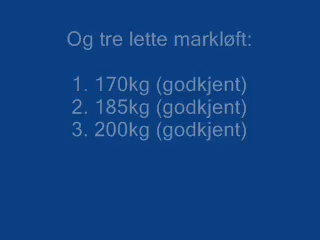 Og tre lette markløft:
1. 170kg (godkjent)
2. 185kg (godkjent)
3. 200kg (godkjent)